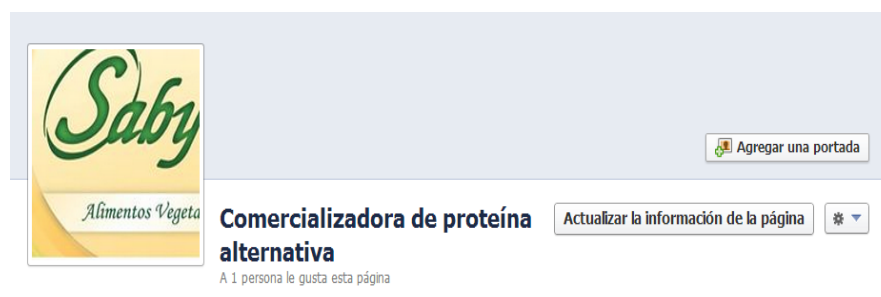 Saby
Agregar una portada
Alimentos Vegeta
Comercializadora de proteína
alternativa
Actualizar la información de la página
A 1 persona le gusta esta página